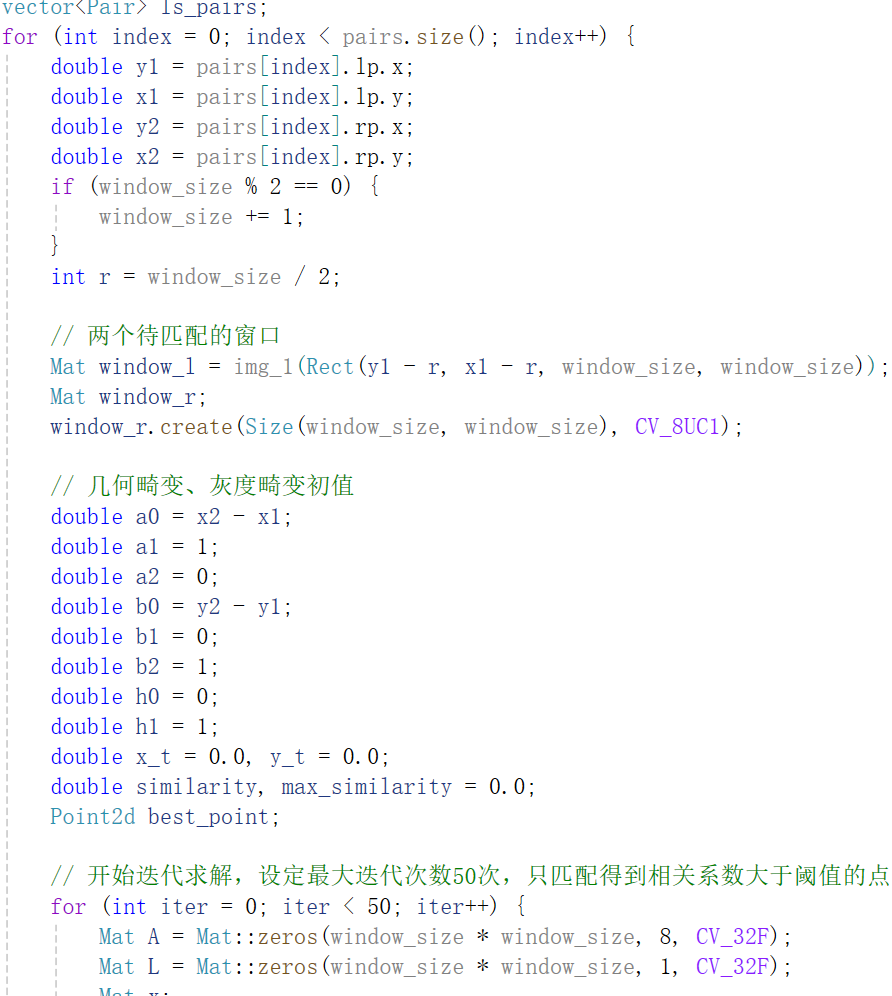 vector<Pair> ls_pairs;
for (int index = 0; index < pairs.size(); index++) {
double y1 = pairs[index].lp.x;
double x1 = pairs[index].lp.y;
double y2 = pairs[index].rp.x;
double x2 = pairs[index].rp.y;
if (window_size % 2 == 0) {
window_size += 1;
}
int r = window_size / 2;
// 两个待匹配的窗口
Mat window_l = img_l(Rect(y1 - r, x1 - r, window_size, window_size));
Mat window_r;
window_r.create(Size(window_size, window_size), CV_8UC1);
// 几何畸变、灰度畸变初值
double a0 = x2 - x1;
double a1 = 1;
double a2 = 0;
double b0 = y2 - y1;
double b1 = 0;
double b2 = 1;
double h0 = 0;
double h1 = 1;
double x_t = 0.0, y_t = 0.0;
double similarity, max_similarity = 0.0;
Point2d best_point;
// 开始迭代求解，设定最大迭代次数50次，只匹配得到相关系数大于阈值的点
for (int iter = 0; iter < 50; iter++) {
Mat A = Mat::zeros(window_size * window_size, 8, CV_32F);
Mat L = Mat::zeros(window_size * window_size, 1, CV_32F);
Mat x;